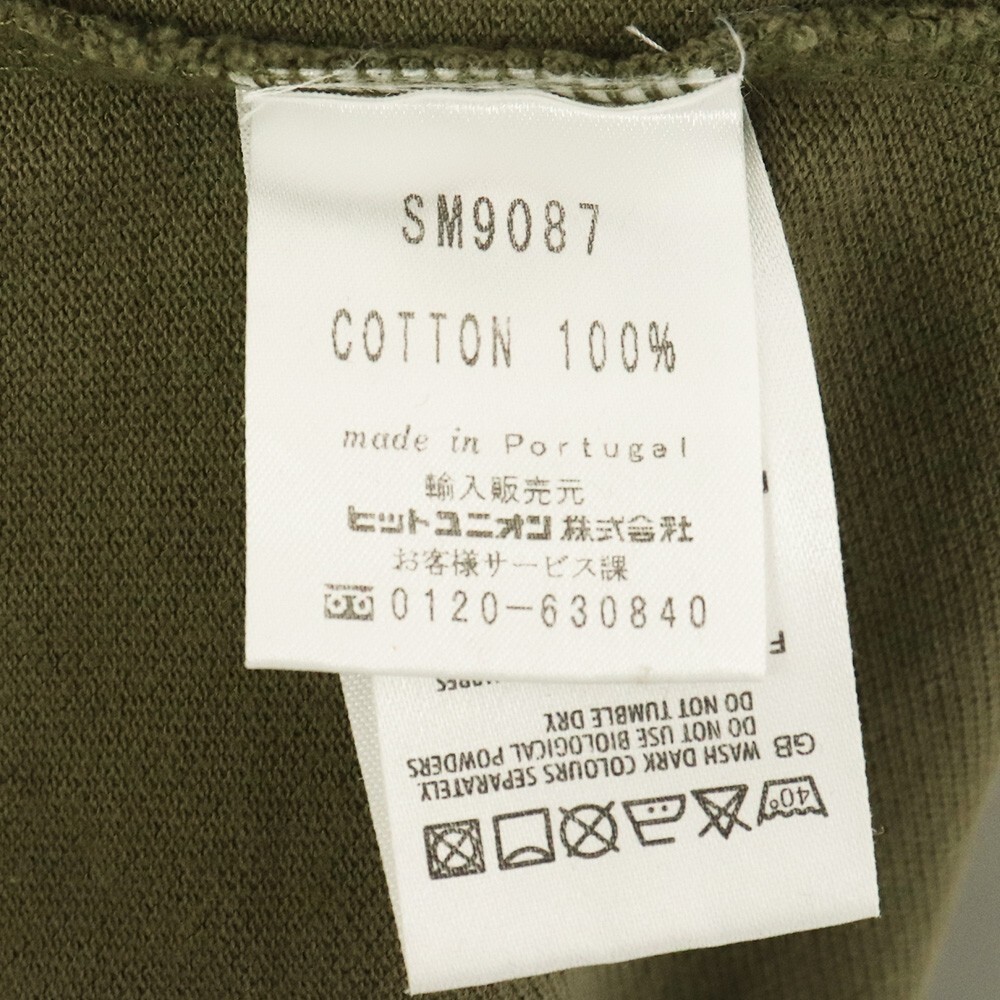 SM9087
COTTON 100%
made in Portugal
輸入販売元
ヒットユニオン株式会社
お客様サービス課
0120-630840
40°
GB WASH DARK COLOURS SEPARATELY.
DO NOT USE BIOLOGICAL POWDERS
DO NOT TUMBLE DRY
F